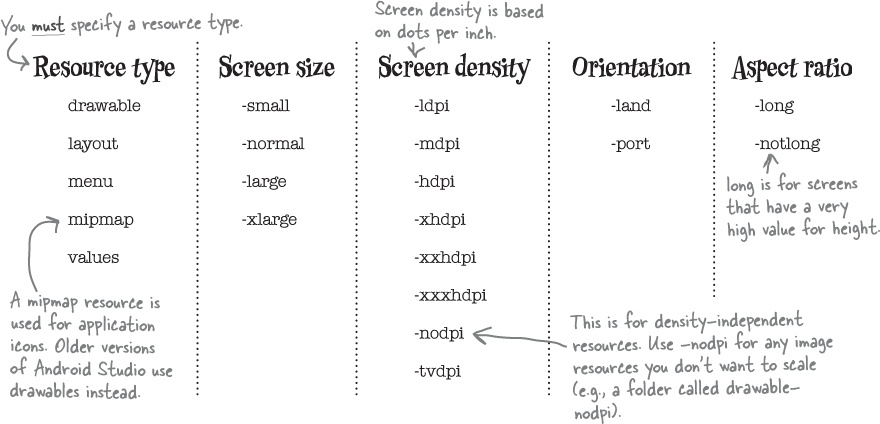 You must specify a resource type.
Screen density is based
on dots per inch.
Resource type
drawable
layout
menu
mipmap
values
A mipmap resource is
used for application
icons. Older versions
of Android Studio use
drawables instead.
Screen size
-small
-normal
-large
-xlarge
Screen density
-ldpi
-mdpi
-hdpi
-xhdpi
-xxhdpi
-xxxhdpi
-nodpi
-tvdpi
Orientation
-land
-port
Aspect ratio
-long
-notlong
long is for screens
that have a very
high value for height.
This is for density-independent
resources. Use -nodpi for any image
resources you don't want to scale
(e.g., a folder called drawable-
nodpi).